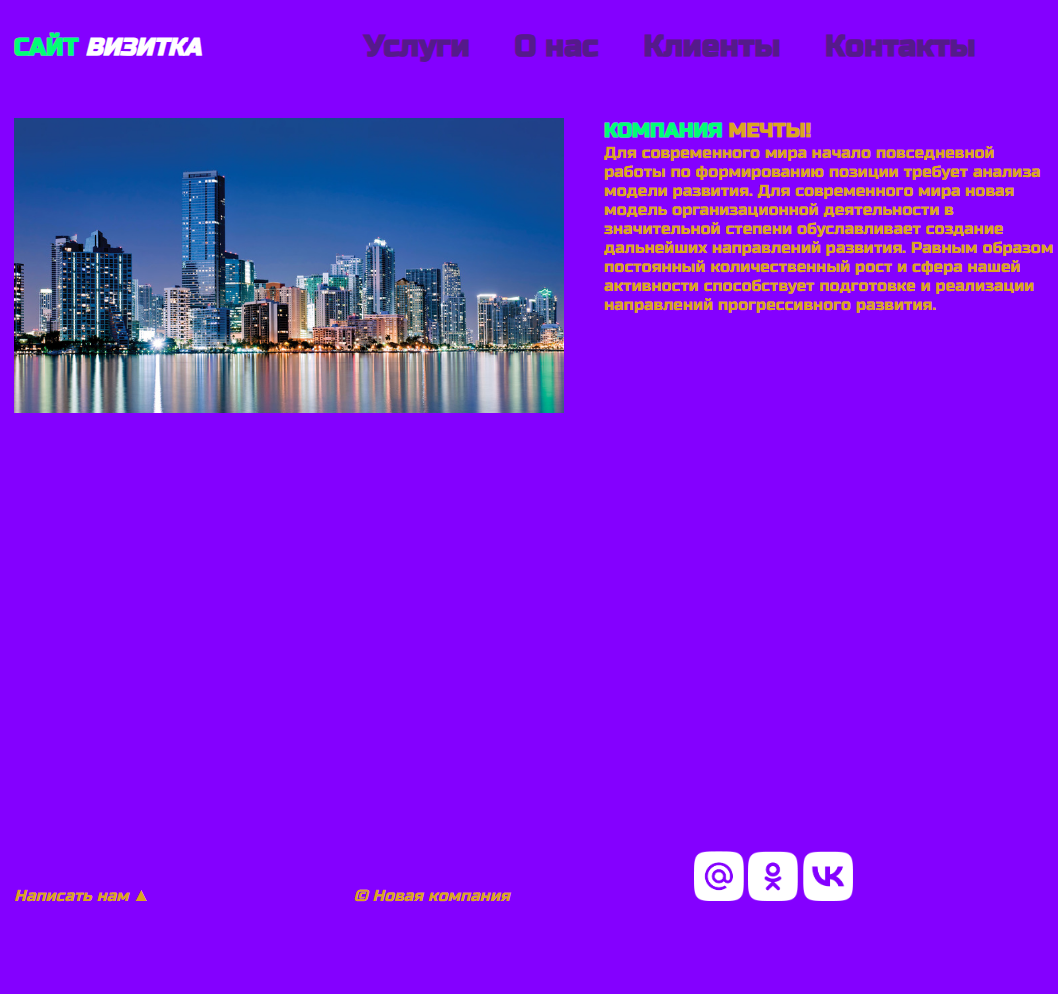 САЙТ ВИЗИТКА
Услуги О нас Клиенты Контакты
КОМПАНИЯ МЕЧТЫ!
Для современного мира начало повседневной
работы по формированию позиции требует анализа
модели развития. Для современного мира новая
модель организационной деятельности в
значительной степени обуславливает создание
дальнейших направлений развития. Равным образом
постоянный количественный рост и сфера нашей
активности способствует подготовке и реализации
направлений прогрессивного развития.
Написать нам ▲
© Новая компания